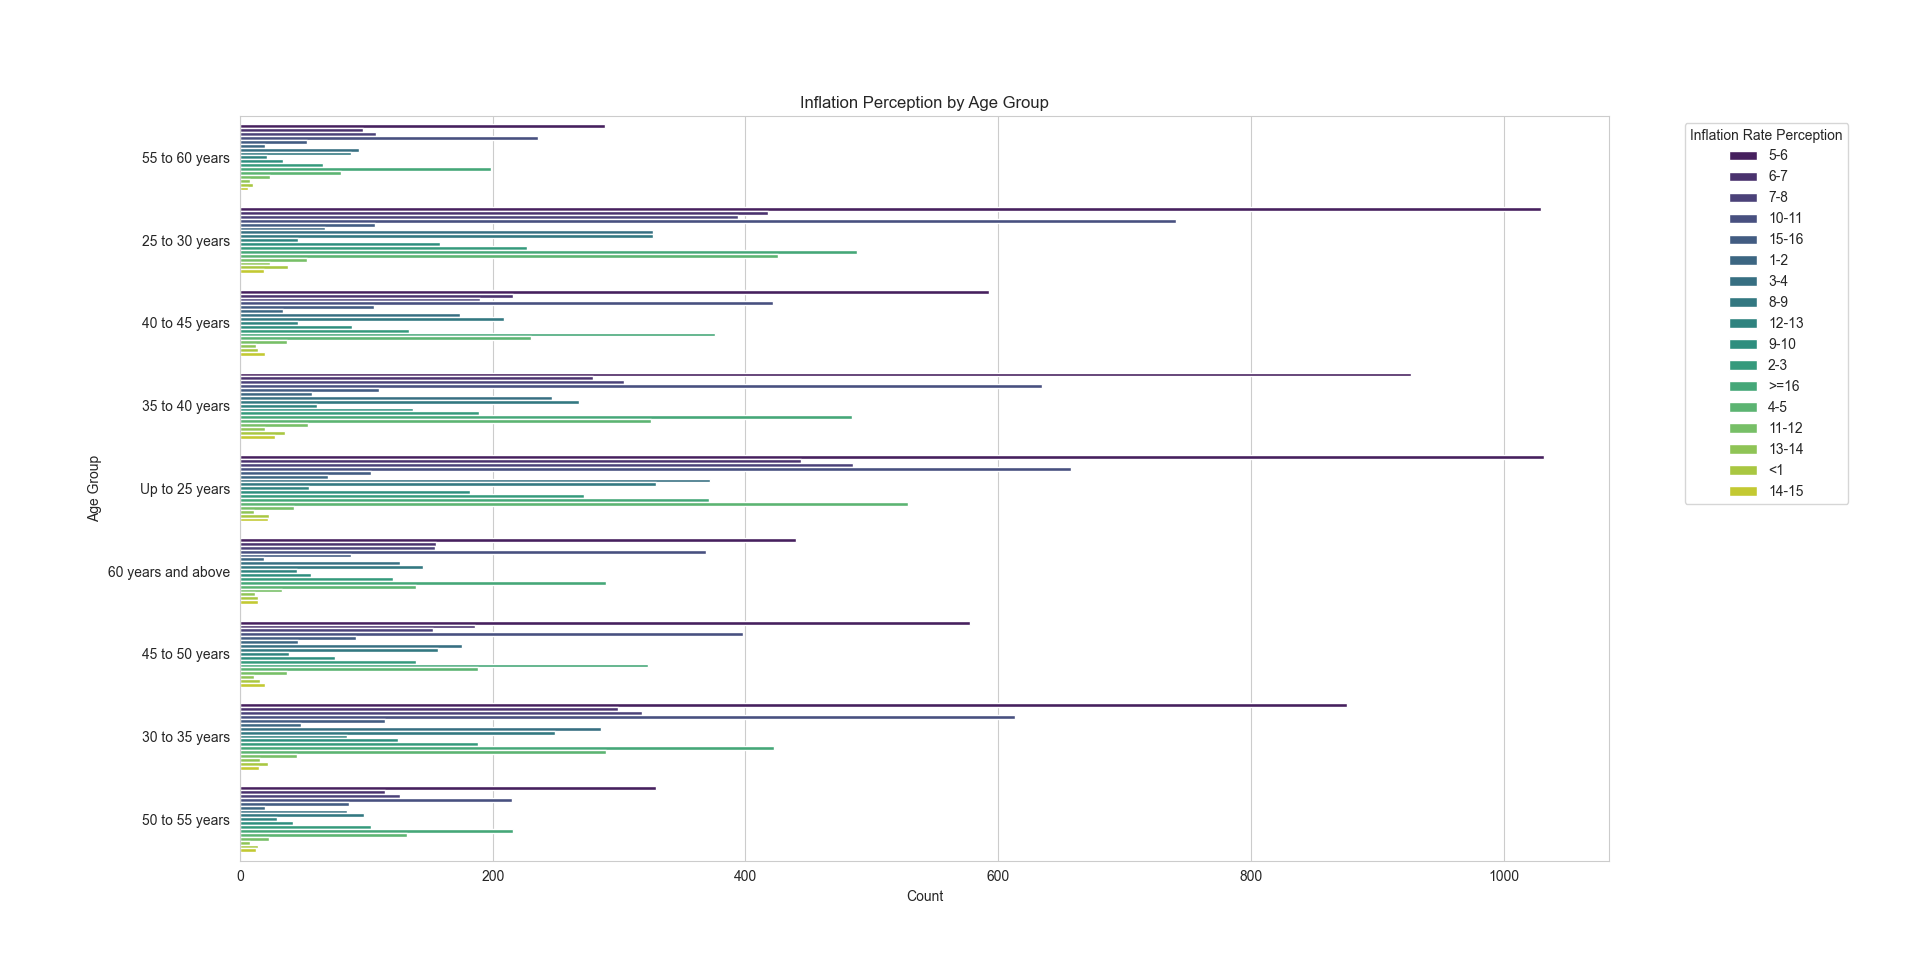 Inflation Perception by Age Group
Inflation Rate Perception
5-6
6-7
7-8
10-11
15-16
1-2
3-4
8-9
12-13
9-10
2-3
>=16
4-5
11-12
13-14
<1
14-15
Age Group
55 to 60 years
25 to 30 years
40 to 45 years
35 to 40 years
Up to 25 years
60 years and above
45 to 50 years
30 to 35 years
50 to 55 years
0 200 400 600 800 1000
Count